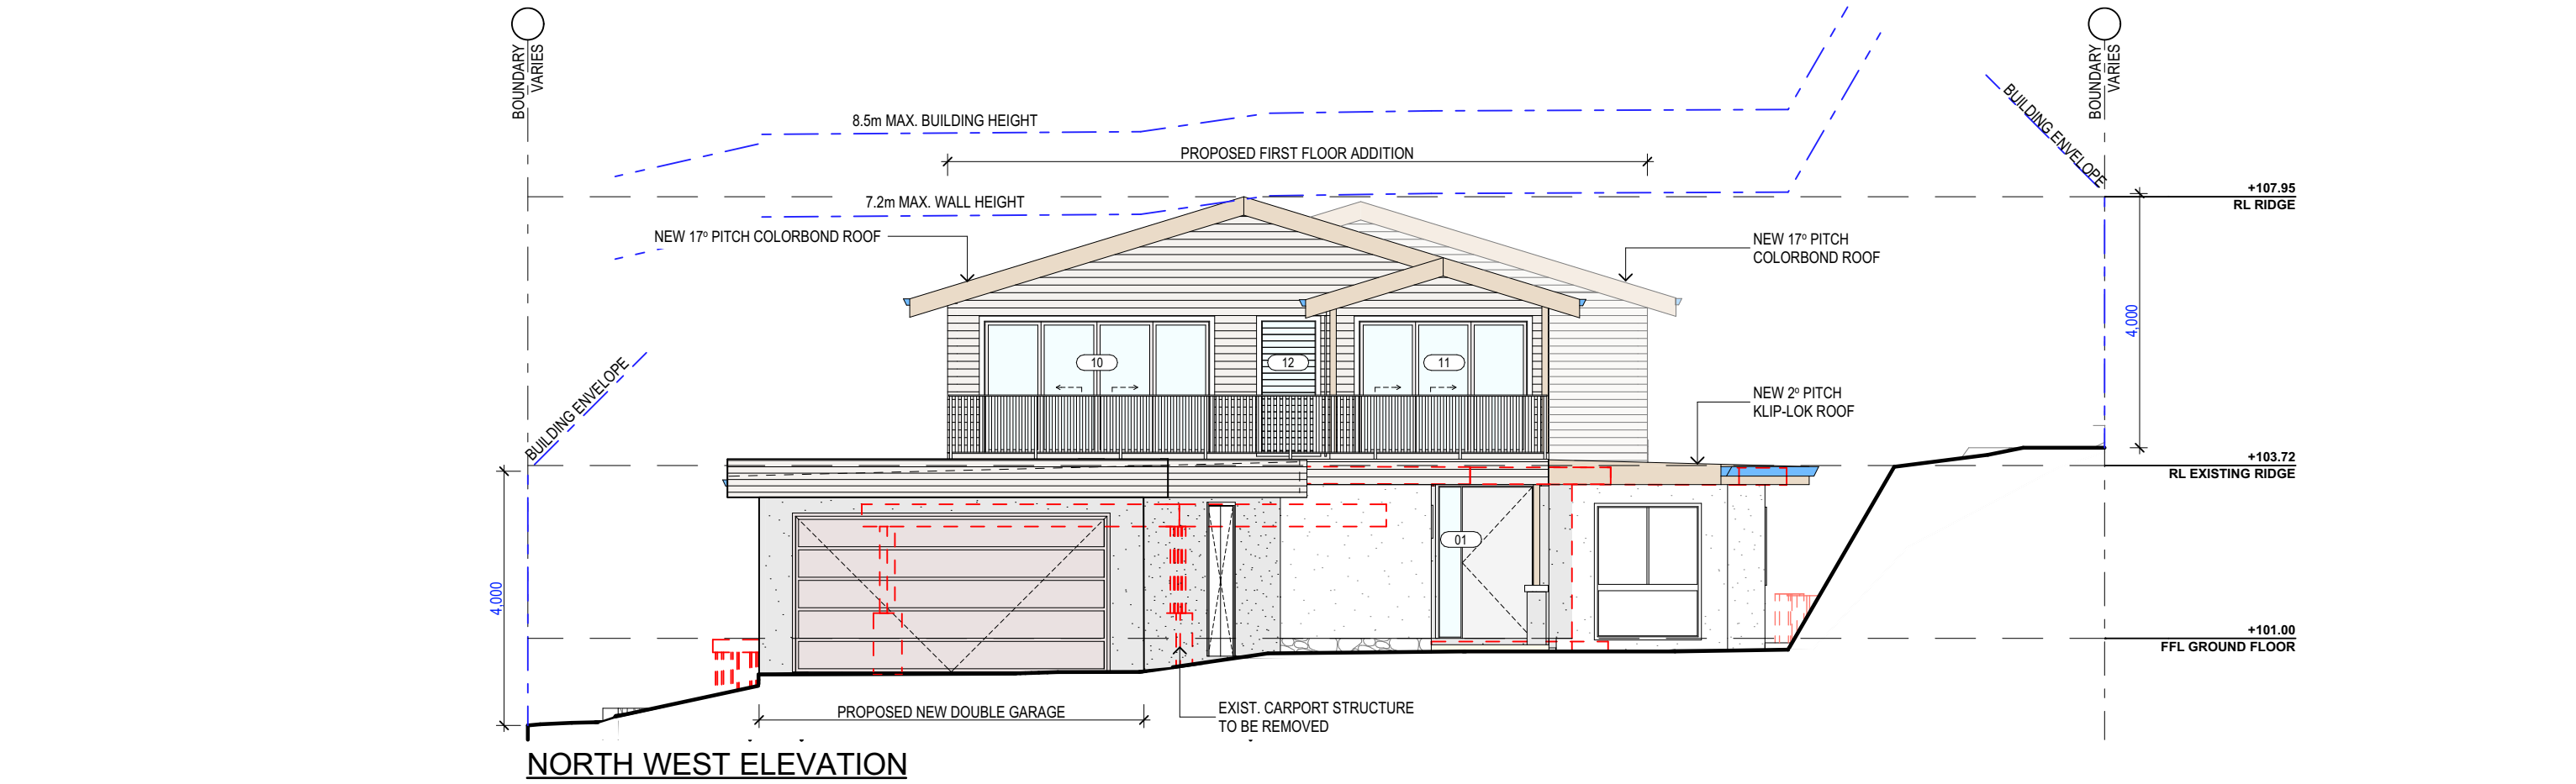 BOUNDARY
VARIES
BOUNDARY
VARIES
8.5m MAX. BUILDING HEIGHT
BUILDING ENVELOPE
PROPOSED FIRST FLOOR ADDITION
+107.95
RL RIDGE
7.2m MAX. WALL HEIGHT
NEW 17º PITCH COLORBOND ROOF
NEW 17º PITCH
COLORBOND ROOF
4,000
10
12
11
BUILDING ENVELOPE
NEW 2º PITCH
KLIP-LOK ROOF
+103.72
RL EXISTING RIDGE
01
4,000
+101.00
FFL GROUND FLOOR
PROPOSED NEW DOUBLE GARAGE
EXIST. CARPORT STRUCTURE
TO BE REMOVED
NORTH WEST ELEVATION